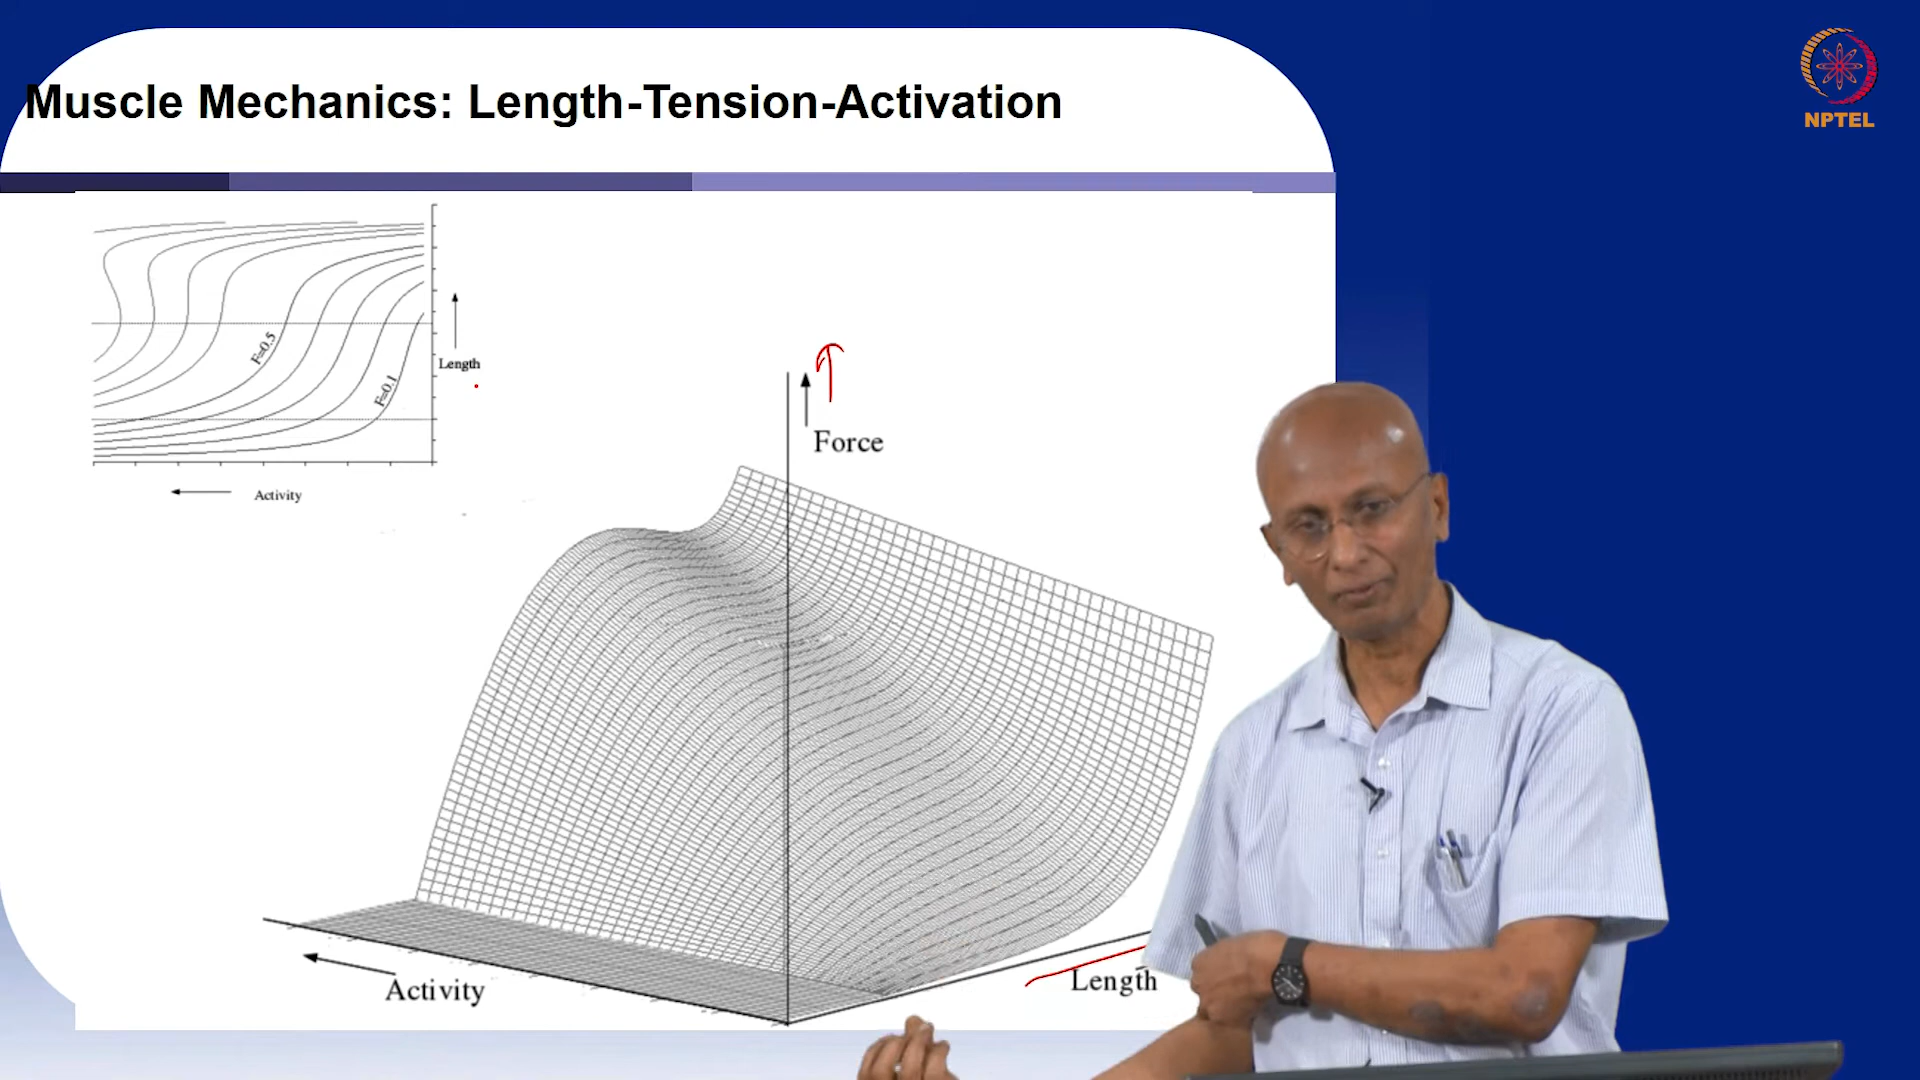 Muscle Mechanics: Length-Tension-Activation
NPTEL
F=0.5
F=0.1
Length
Activity
Force
Activity
Length